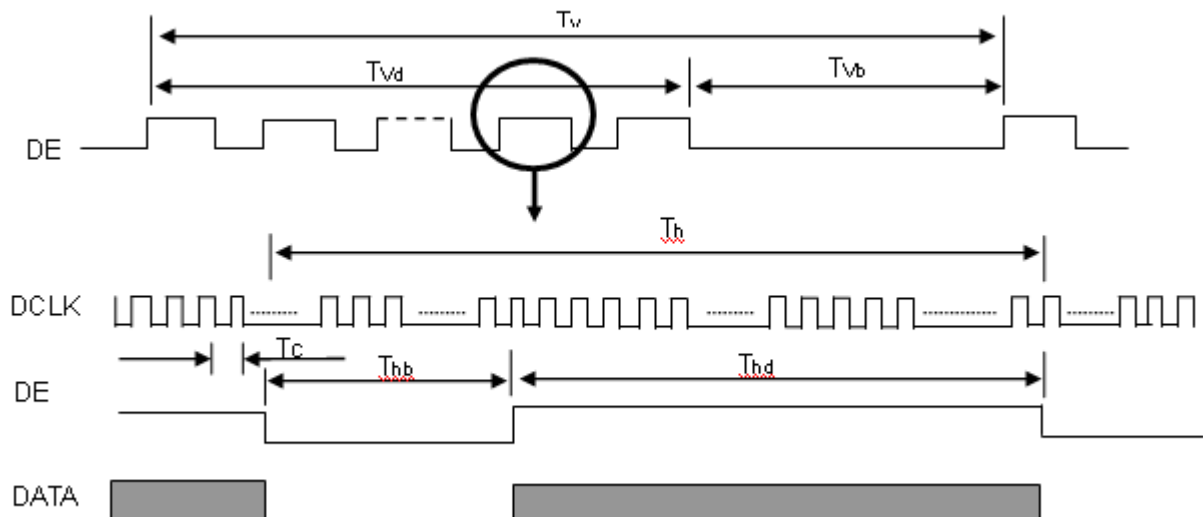 Tv
Tvd
Tvb
DE
Th
DCLK
Tc
Thb
Thd
DE
DATA